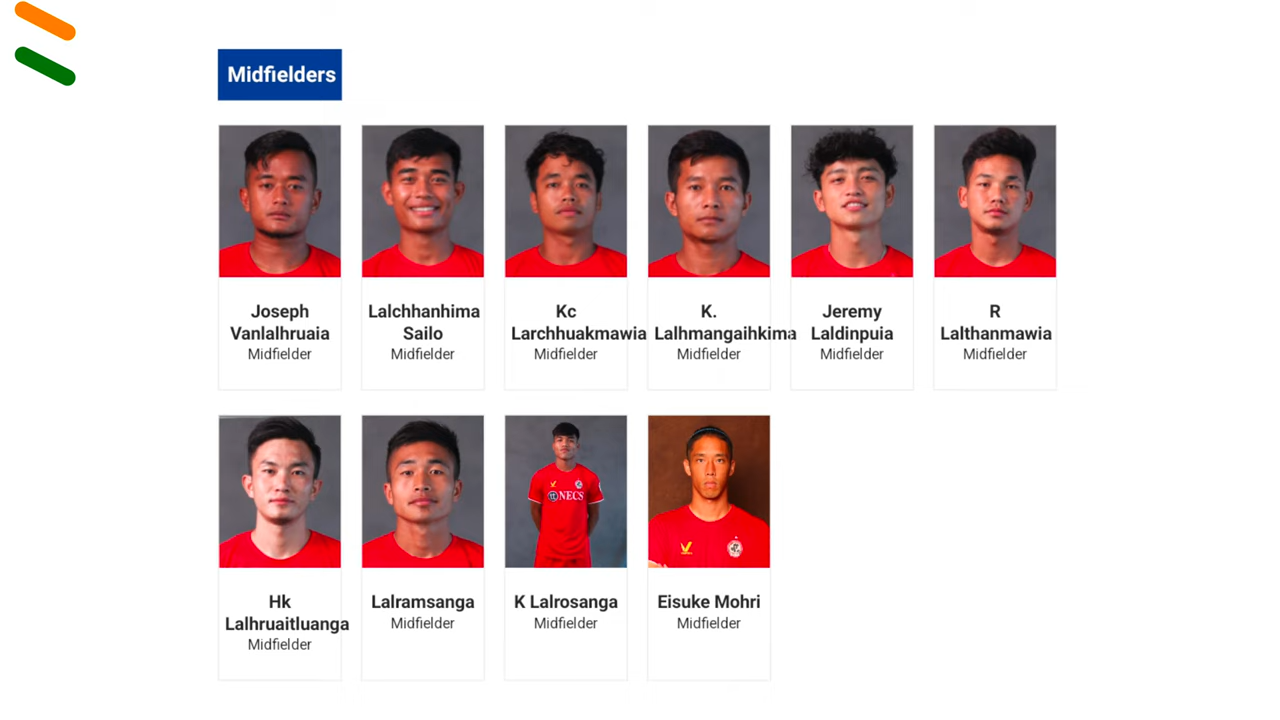 Midfielders
Joseph
Vanlalhruaia
Midfielder
Lalchhanhima
Sailo
Midfielder
Kc
Larchhuakmawia
Midfielder
K.
Lalhmangaihkima
Midfielder
Jeremy
Laldinpuia
Midfielder
R
Lalthanmawia
Midfielder
Hk
Lalhruaitluanga
Midfielder
Lalramsanga
Midfielder
NECS
K Lalrosanga
Midfielder
Eisuke Mohri
Midfielder